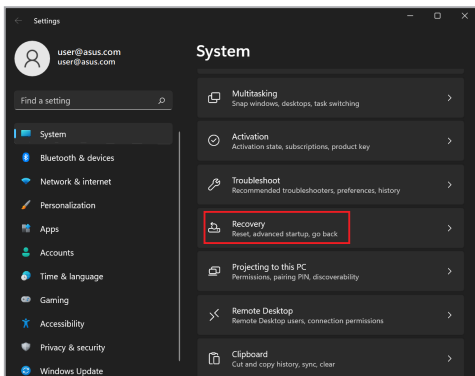 Settings
user@asus.com
user@asus.com
Find a setting
System
Bluetooth & devices
Network & internet
Personalization
Apps
Accounts
Time & language
Gaming
Accessibility
Privacy & security
Windows Update
System
Multitasking
Snap windows, desktops, task switching
Activation
Activation state, subscriptions, product key
Troubleshoot
Recommended troubleshooters, preferences, history
Recovery
Reset, advanced startup, go back
Projecting to this PC
Permissions, pairing PIN, discoverability
Remote Desktop
Remote Desktop users, connection permissions
Clipboard
Cut and copy history, sync, clear